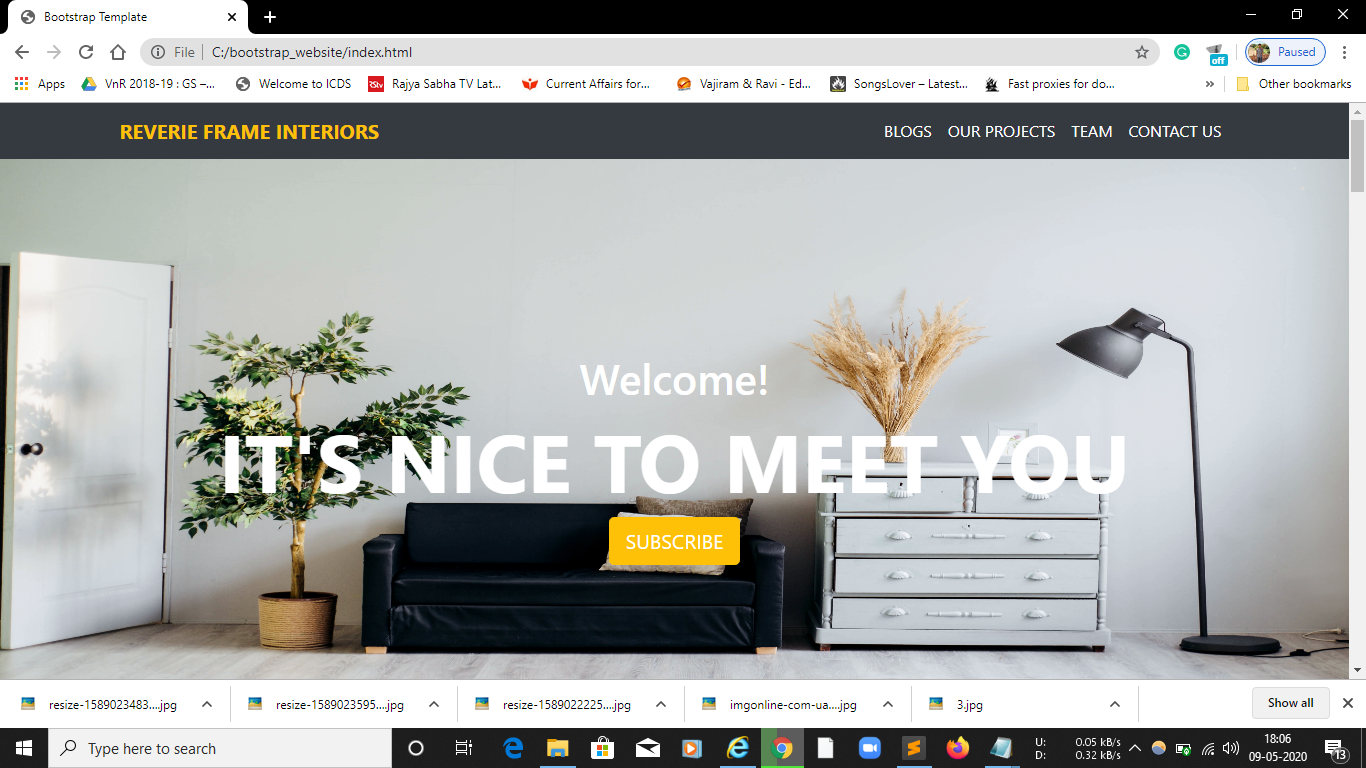 Bootstrap Template
File C:/bootstrap_website/index.html Paused
off
Apps VnR 2018-19 : GS –... Welcome to ICDS RSTV Rajya Sabha TV Lat... Current Affairs for... Vajiram & Ravi - Ed... SongsLover – Latest... Fast proxies for do... » Other bookmarks
REVERIE FRAME INTERIORS BLOGS OUR PROJECTS TEAM CONTACT US
Welcome!
IT'S NICE TO MEET YOU
SUBSCRIBE
resize-1589023483....jpg resize-1589023595....jpg resize-1589022225....jpg imgonline-com-ua....jpg 3.jpg Show all
Type here to search
U: 0.05 kB/s
D: 0.32 kB/s
18:06
09-05-2020
13